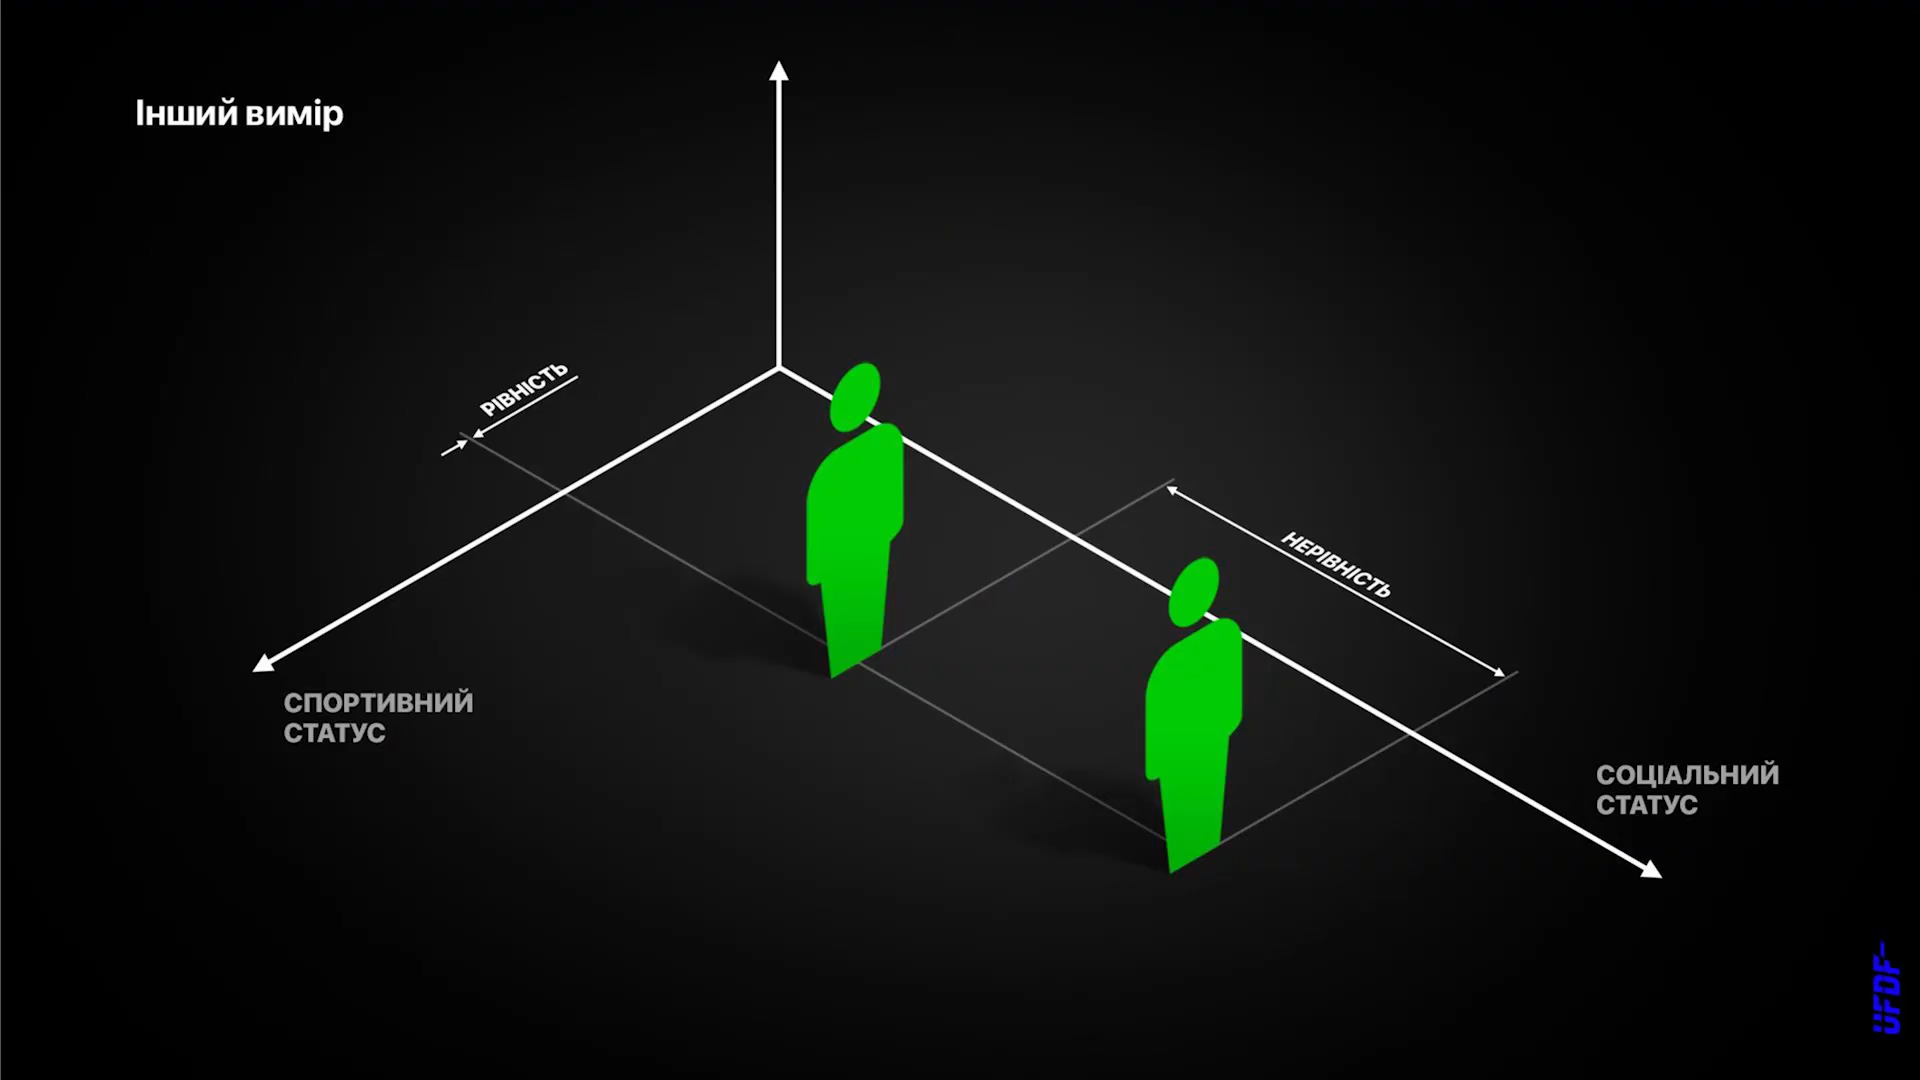 Інший вимір
РІВНІСТЬ
НЕРІВНІСТЬ
СПОРТИВНИЙ
СТАТУС
СОЦІАЛЬНИЙ
СТАТУС
UFDF